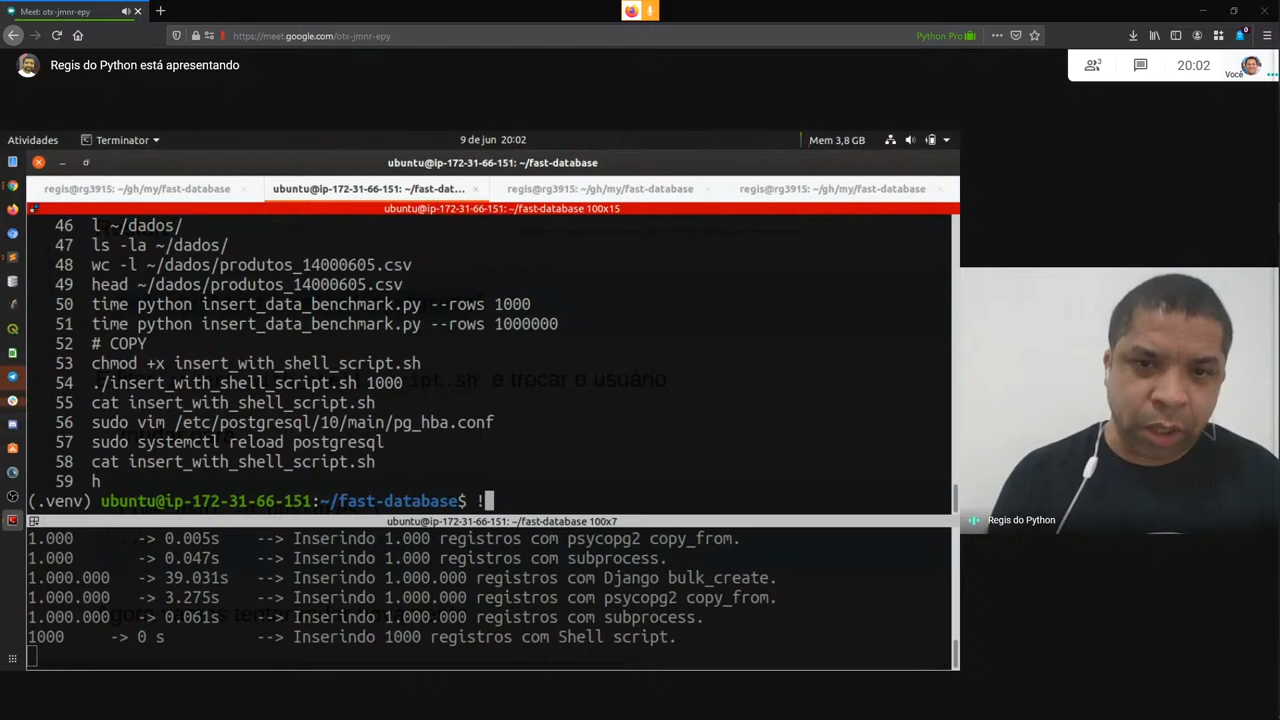 Meet: otx-jmnr-epy
https://meet.google.com/otx-jmnr-epy
Python Pro
Regis do Python está apresentando
3
20:02
Você
Atividades
Terminator
9 de jun 20:02
Mem 3,8 GB
ubuntu@ip-172-31-66-151: ~/fast-database
regis@rg3915: ~/gh/my/fast-database
ubuntu@ip-172-31-66-151: ~/fast-dat...
regis@rg3915: ~/gh/my/fast-database
regis@rg3915: ~/gh/my/fast-database
ubuntu@ip-172-31-66-151: ~/fast-database 100x15
46 l ~/dados/
47 ls -la ~/dados/
48 wc -l ~/dados/produtos_14000605.csv
49 head ~/dados/produtos_14000605.csv
50 time python insert_data_benchmark.py --rows 1000
51 time python insert_data_benchmark.py --rows 1000000
52 # COPY
53 chmod +x insert_with_shell_script.sh
54 ./insert_with_shell_script.sh 1000
e trocar o usuário
55 cat insert_with_shell_script.sh
56 sudo vim /etc/postgresql/10/main/pg_hba.conf
57 sudo systemctl reload postgresql
58 cat insert_with_shell_script.sh
59 h
(.venv) ubuntu@ip-172-31-66-151:~/fast-database$ !
ubuntu@ip-172-31-66-151: ~/fast-database 100x7
1.000 -> 0.005s --> Inserindo 1.000 registros com psycopg2 copy_from.
1.000 -> 0.047s --> Inserindo 1.000 registros com subprocess.
1.000.000 -> 39.031s --> Inserindo 1.000.000 registros com Django bulk_create.
1.000.000 -> 3.275s --> Inserindo 1.000.000 registros com psycopg2 copy_from.
1.000.000 -> 0.061s --> Inserindo 1.000.000 registros com subprocess.
1000 -> 0 s --> Inserindo 1000 registros com Shell script.
Regis do Python